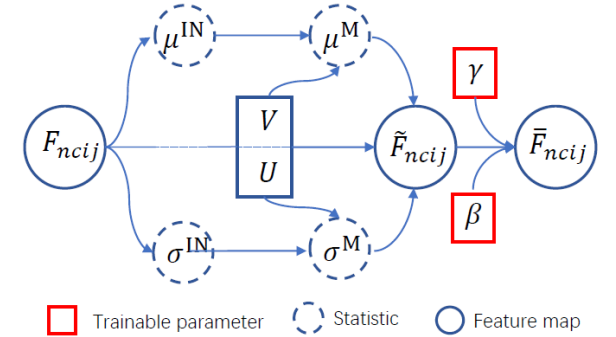 μ^IN μ^M
γ
V
F_ncij F̃_ncij F̄_ncij
U
β
σ^IN σ^M
Trainable parameter Statistic Feature map